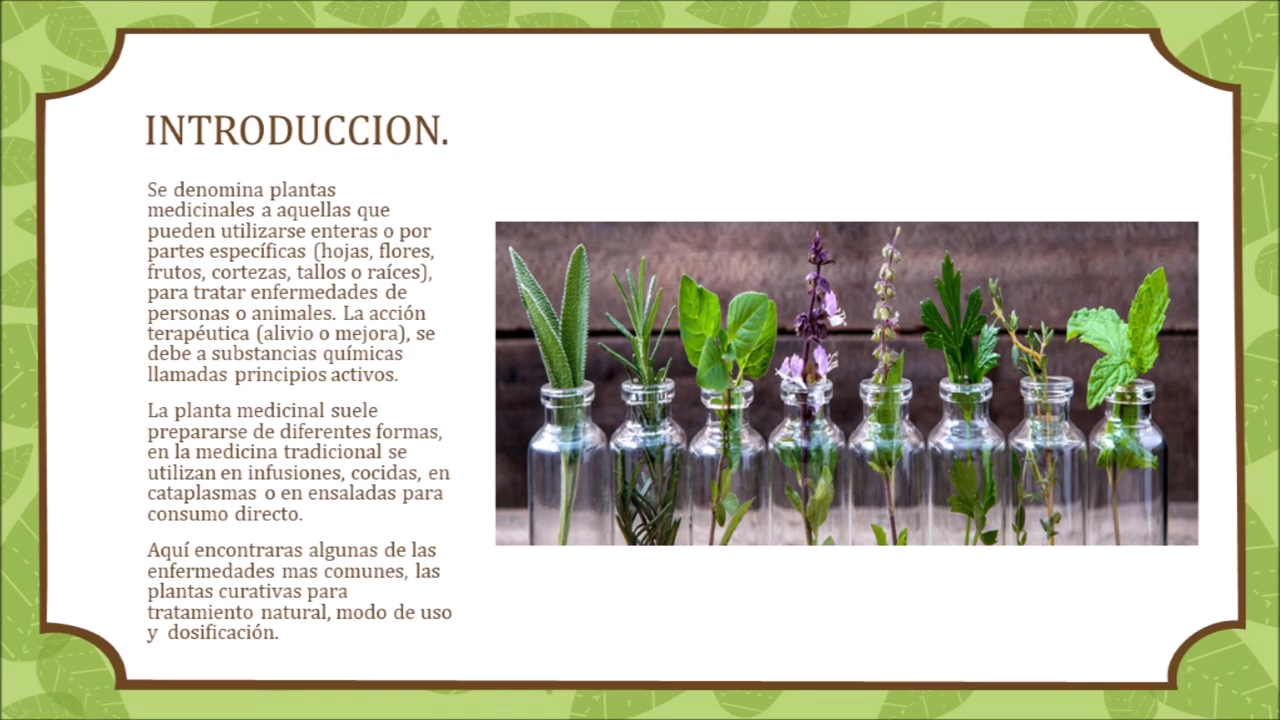 INTRODUCCION.
Se denomina plantas
medicinales a aquellas que
pueden utilizarse enteras o por
partes específicas (hojas, flores,
frutos, cortezas, tallos o raíces),
para tratar enfermedades de
personas o animales. La acción
terapéutica (alivio o mejora), se
debe a substancias químicas
llamadas principios activos.
La planta medicinal suele
prepararse de diferentes formas,
en la medicina tradicional se
utilizan en infusiones, cocidas, en
cataplasmas o en ensaladas para
consumo directo.
Aquí encontraras algunas de las
enfermedades mas comunes, las
plantas curativas para
tratamiento natural, modo de uso
y dosificación.